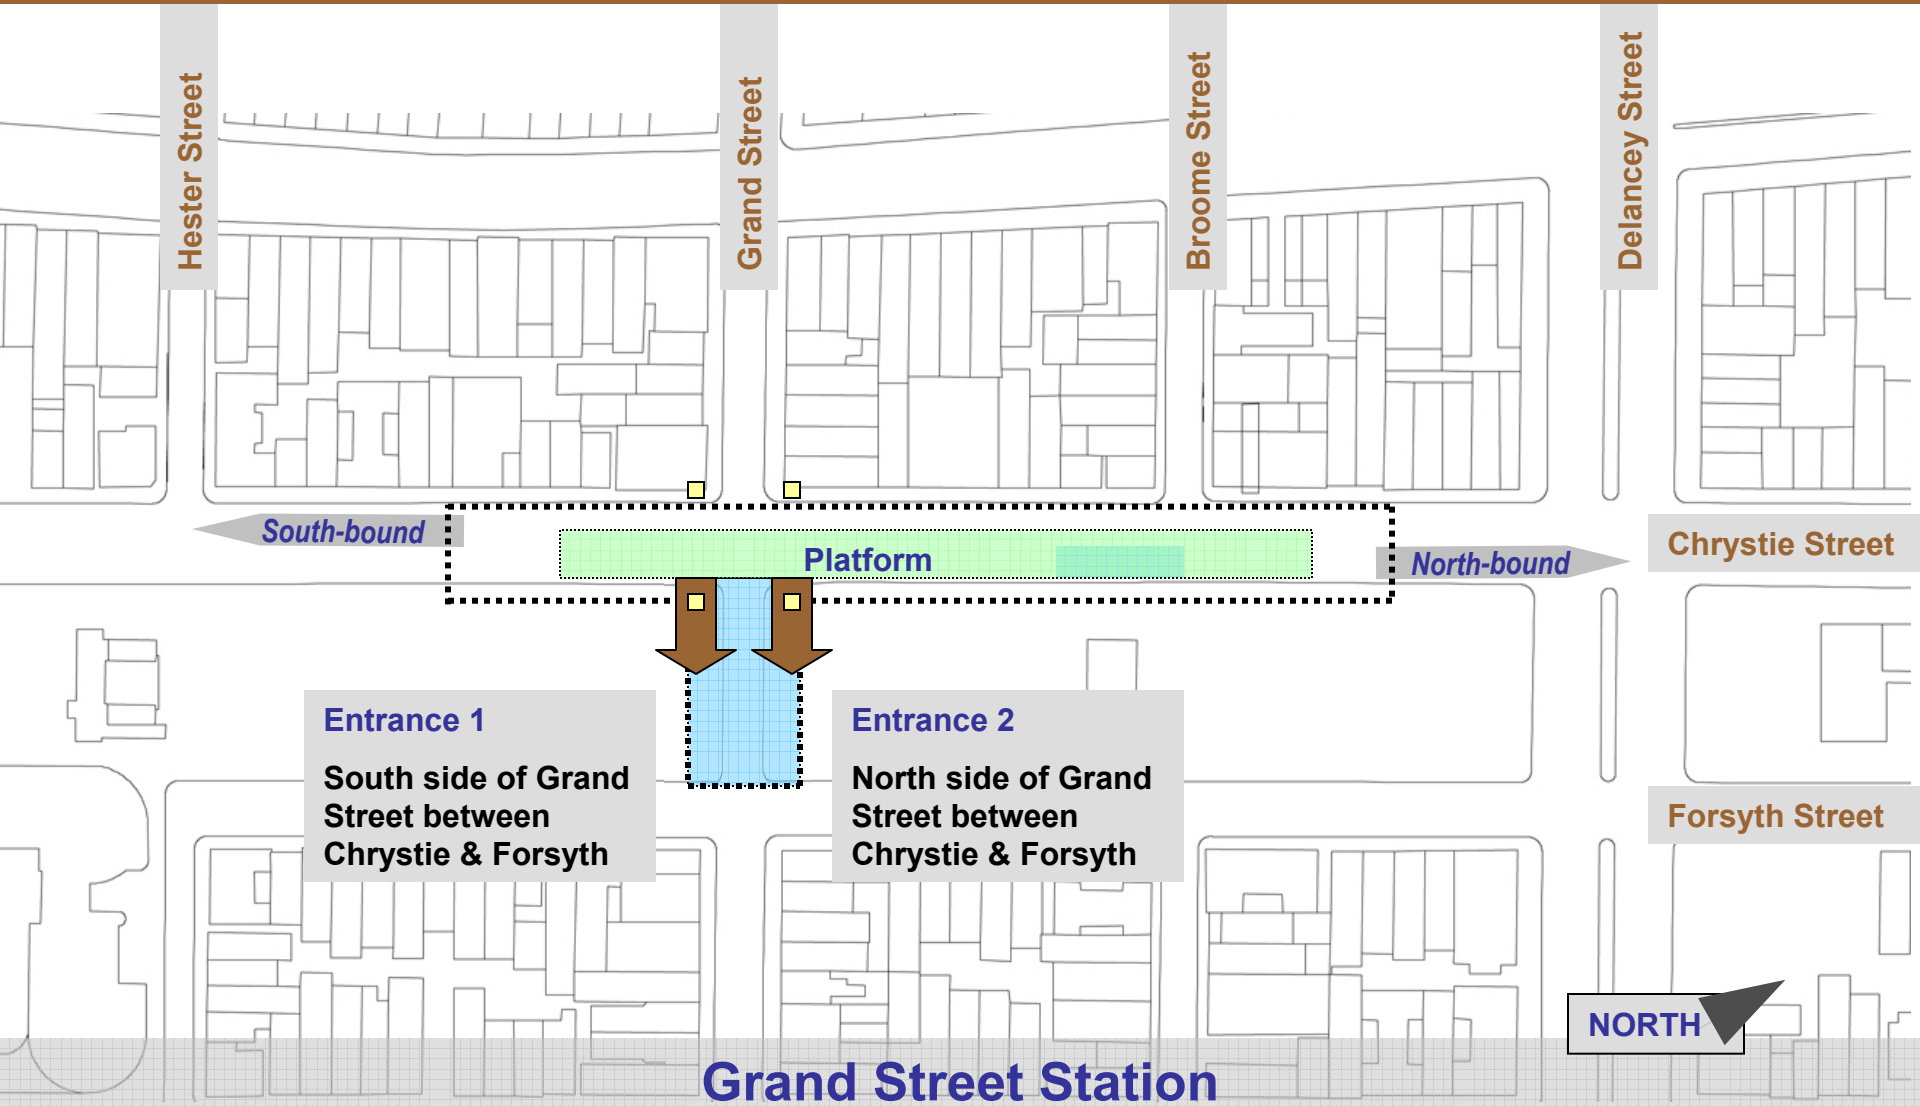 Hester Street
Grand Street
Broome Street
Delancey Street
South-bound
Platform
North-bound
Chrystie Street
Entrance 1
South side of Grand
Street between
Chrystie & Forsyth
Entrance 2
North side of Grand
Street between
Chrystie & Forsyth
Forsyth Street
NORTH
Grand Street Station